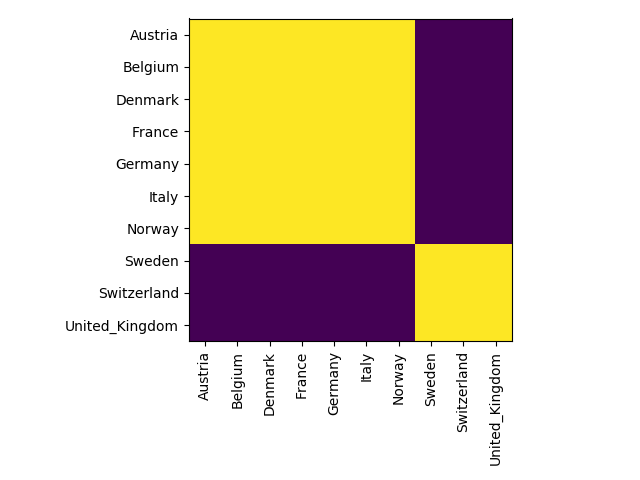 Austria
Belgium
Denmark
France
Germany
Italy
Norway
Sweden
Switzerland
United_Kingdom
Austria
Belgium
Denmark
France
Germany
Italy
Norway
Sweden
Switzerland
United_Kingdom